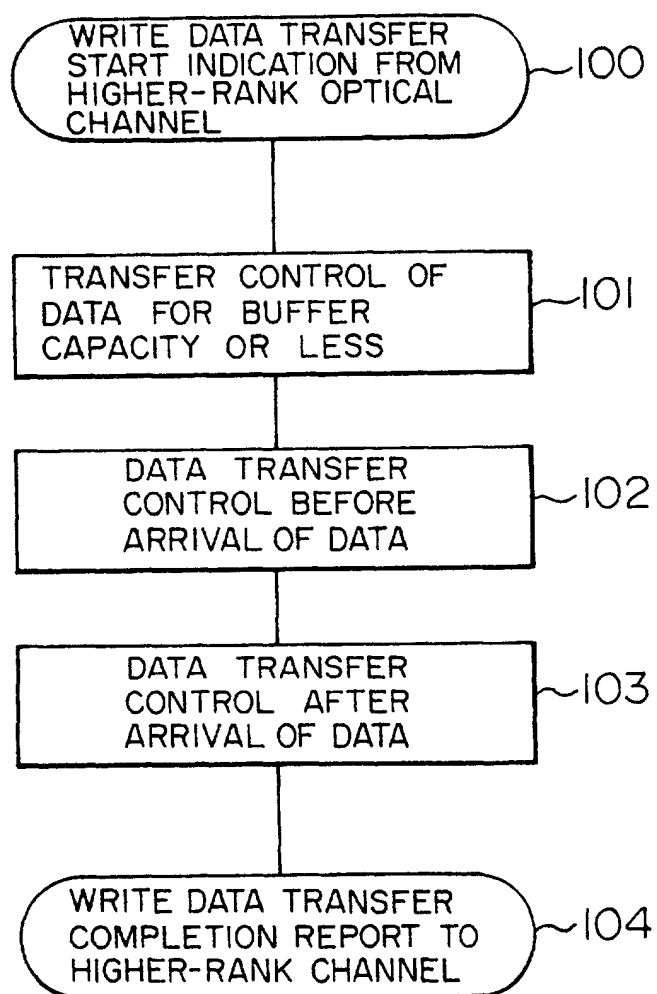 WRITE DATA TRANSFER
START INDICATION FROM
HIGHER-RANK OPTICAL
CHANNEL
100
TRANSFER CONTROL OF
DATA FOR BUFFER
CAPACITY OR LESS
101
DATA TRANSFER
CONTROL BEFORE
ARRIVAL OF DATA
102
DATA TRANSFER
CONTROL AFTER
ARRIVAL OF DATA
103
WRITE DATA TRANSFER
COMPLETION REPORT TO
HIGHER-RANK CHANNEL
104